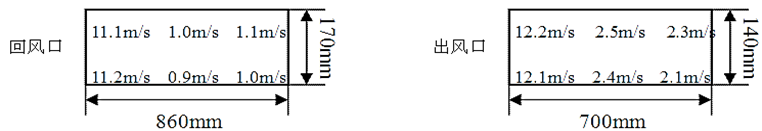 11.1m/s 1.0m/s 1.1m/s
回风口
11.2m/s 0.9m/s 1.0m/s
170mm
860mm
12.2m/s 2.5m/s 2.3m/s
出风口
12.1m/s 2.4m/s 2.1m/s
140mm
700mm